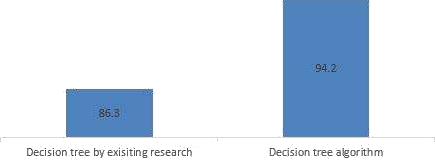 94.2
86.3
Decision tree by exisiting research
Decision tree algorithm